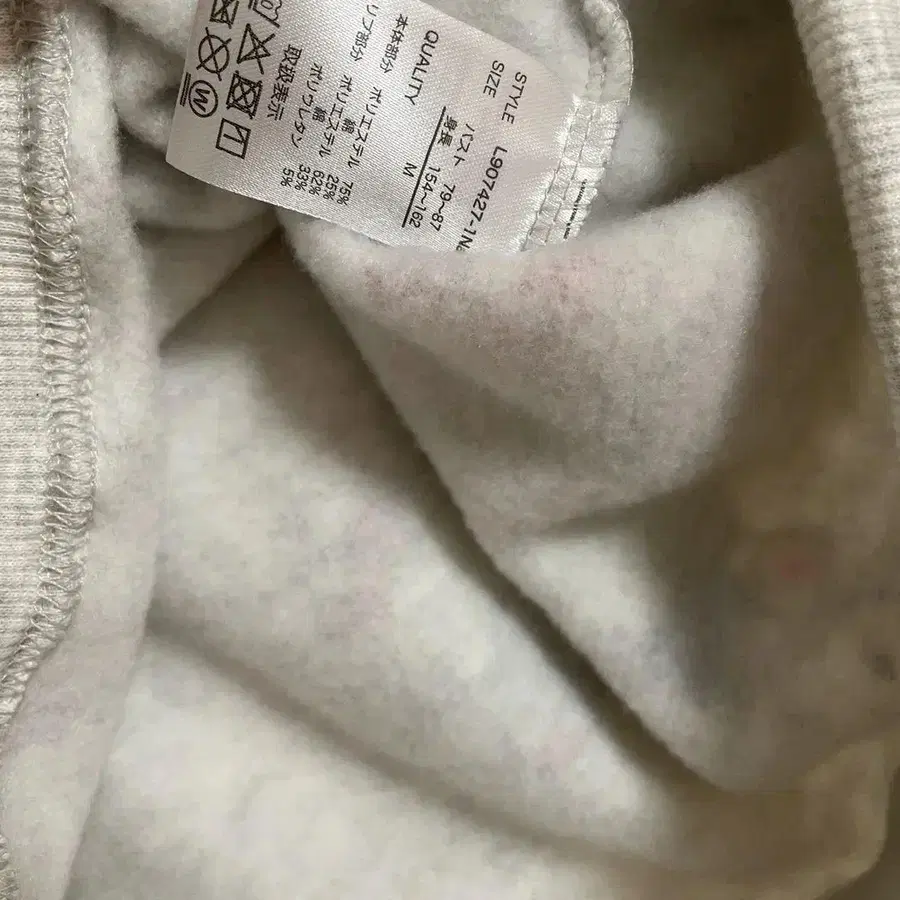 STYLE L907427-1N
SIZE バスト 79~87
身長 154~162
M
QUALITY
本体部分 ポリエステル 75%
綿 25%
リブ部分 ポリエステル 62%
綿 33%
ポリウレタン 5%
取扱表示
W